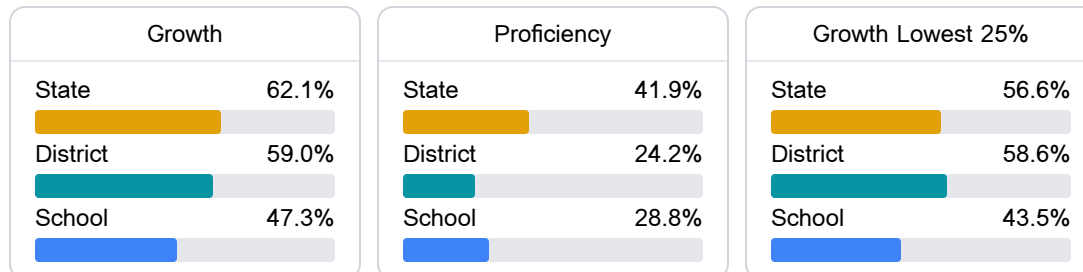 Growth
State 62.1%
District 59.0%
School 47.3%
Proficiency
State 41.9%
District 24.2%
School 28.8%
Growth Lowest 25%
State 56.6%
District 58.6%
School 43.5%